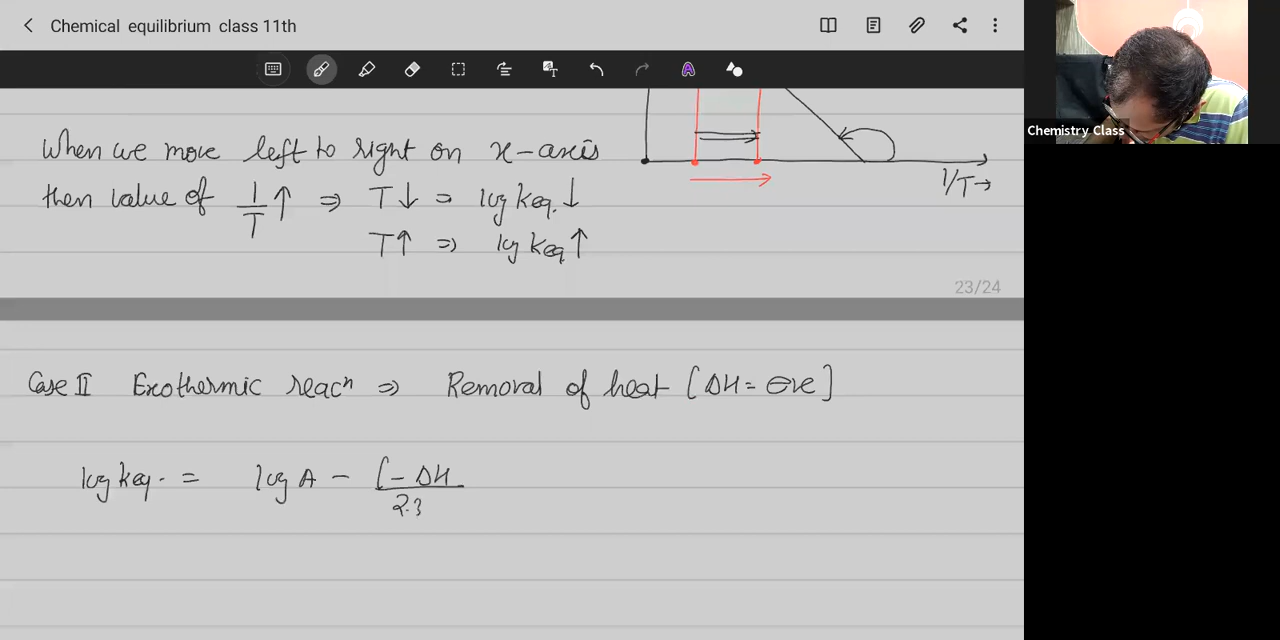 Chemical equilibrium class 11th
Chemistry Class
When we move left to right on x-axis
then value of 1/T ↑ ⇒ T↓ = log Keq. ↓
T↑ ⇒ log Keq ↑
1/T→
23/24
Case II Exothermic reacn ⇒ Removal of heat [ΔH = ⊖ve]
log Keq. = log A - [-ΔH
2.3